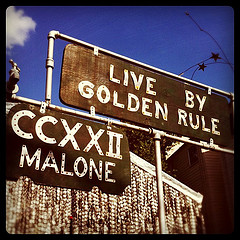 LIVE BY
GOLDEN RULE
CCXXII
MALONE